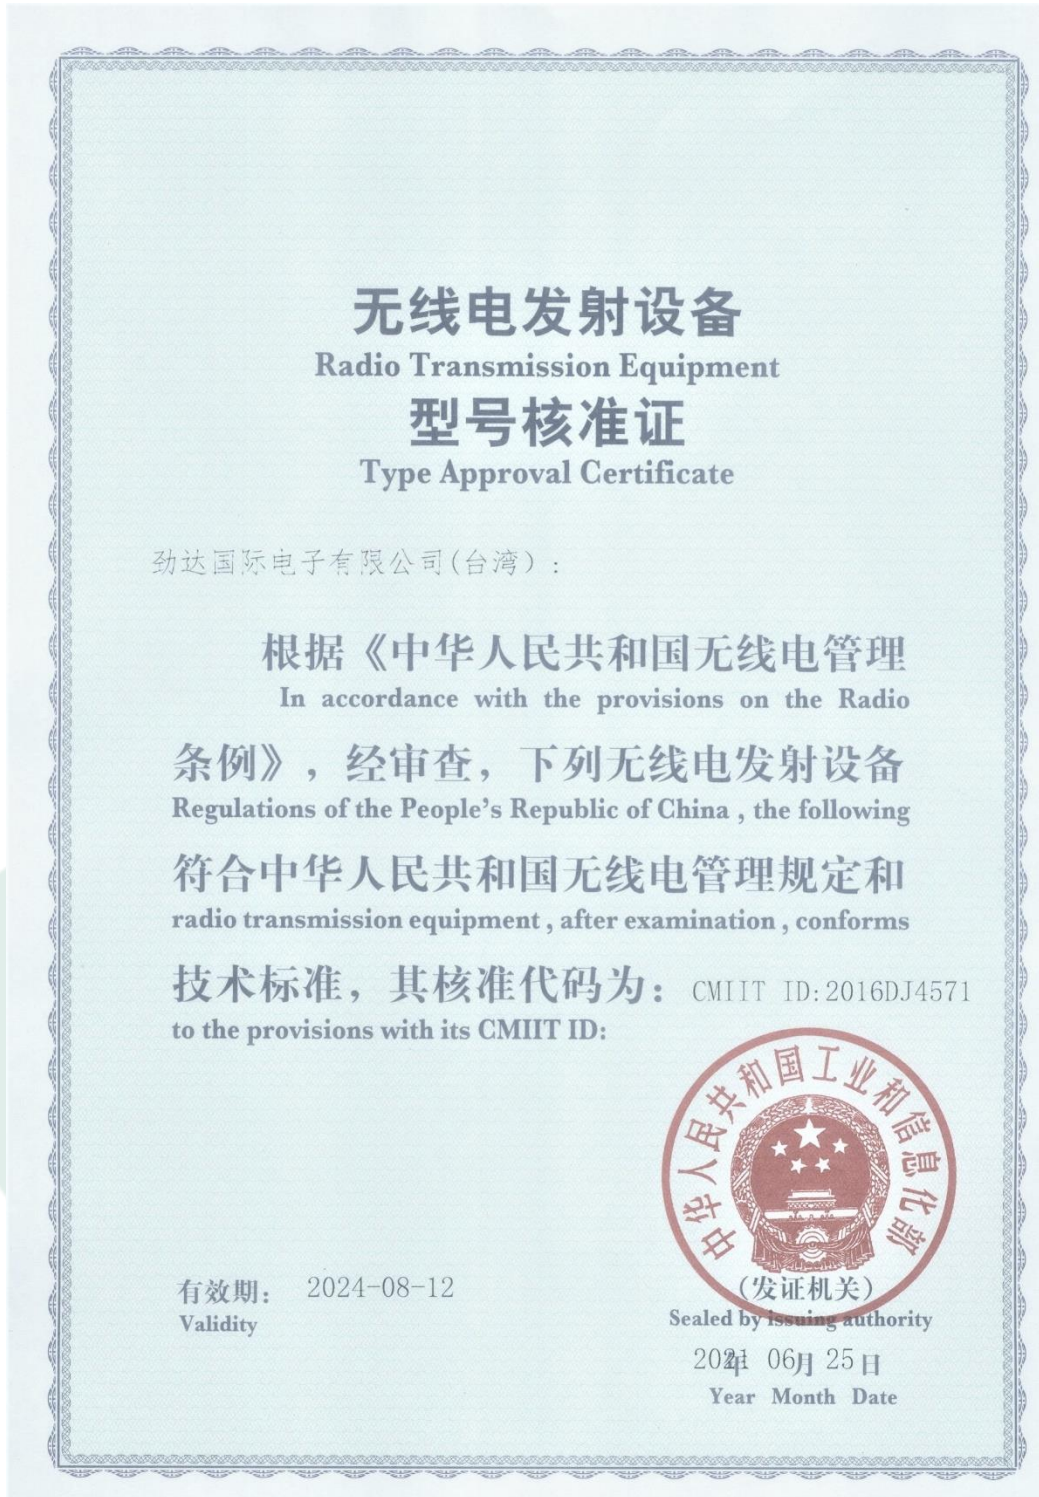 无线电发射设备
Radio Transmission Equipment
型号核准证
Type Approval Certificate
劲达国际电子有限公司(台湾)：
根据《中华人民共和国无线电管理
In accordance with the provisions on the Radio
条例》，经审查，下列无线电发射设备
Regulations of the People's Republic of China , the following
符合中华人民共和国无线电管理规定和
radio transmission equipment , after examination , conforms
技术标准，其核准代码为： CMIIT ID:2016DJ4571
to the provisions with its CMIIT ID:
中华人民共和国工业和信息化部
有效期： 2024-08-12
Validity
（发证机关）
Sealed by issuing authority
2021年 06月 25日
Year Month Date